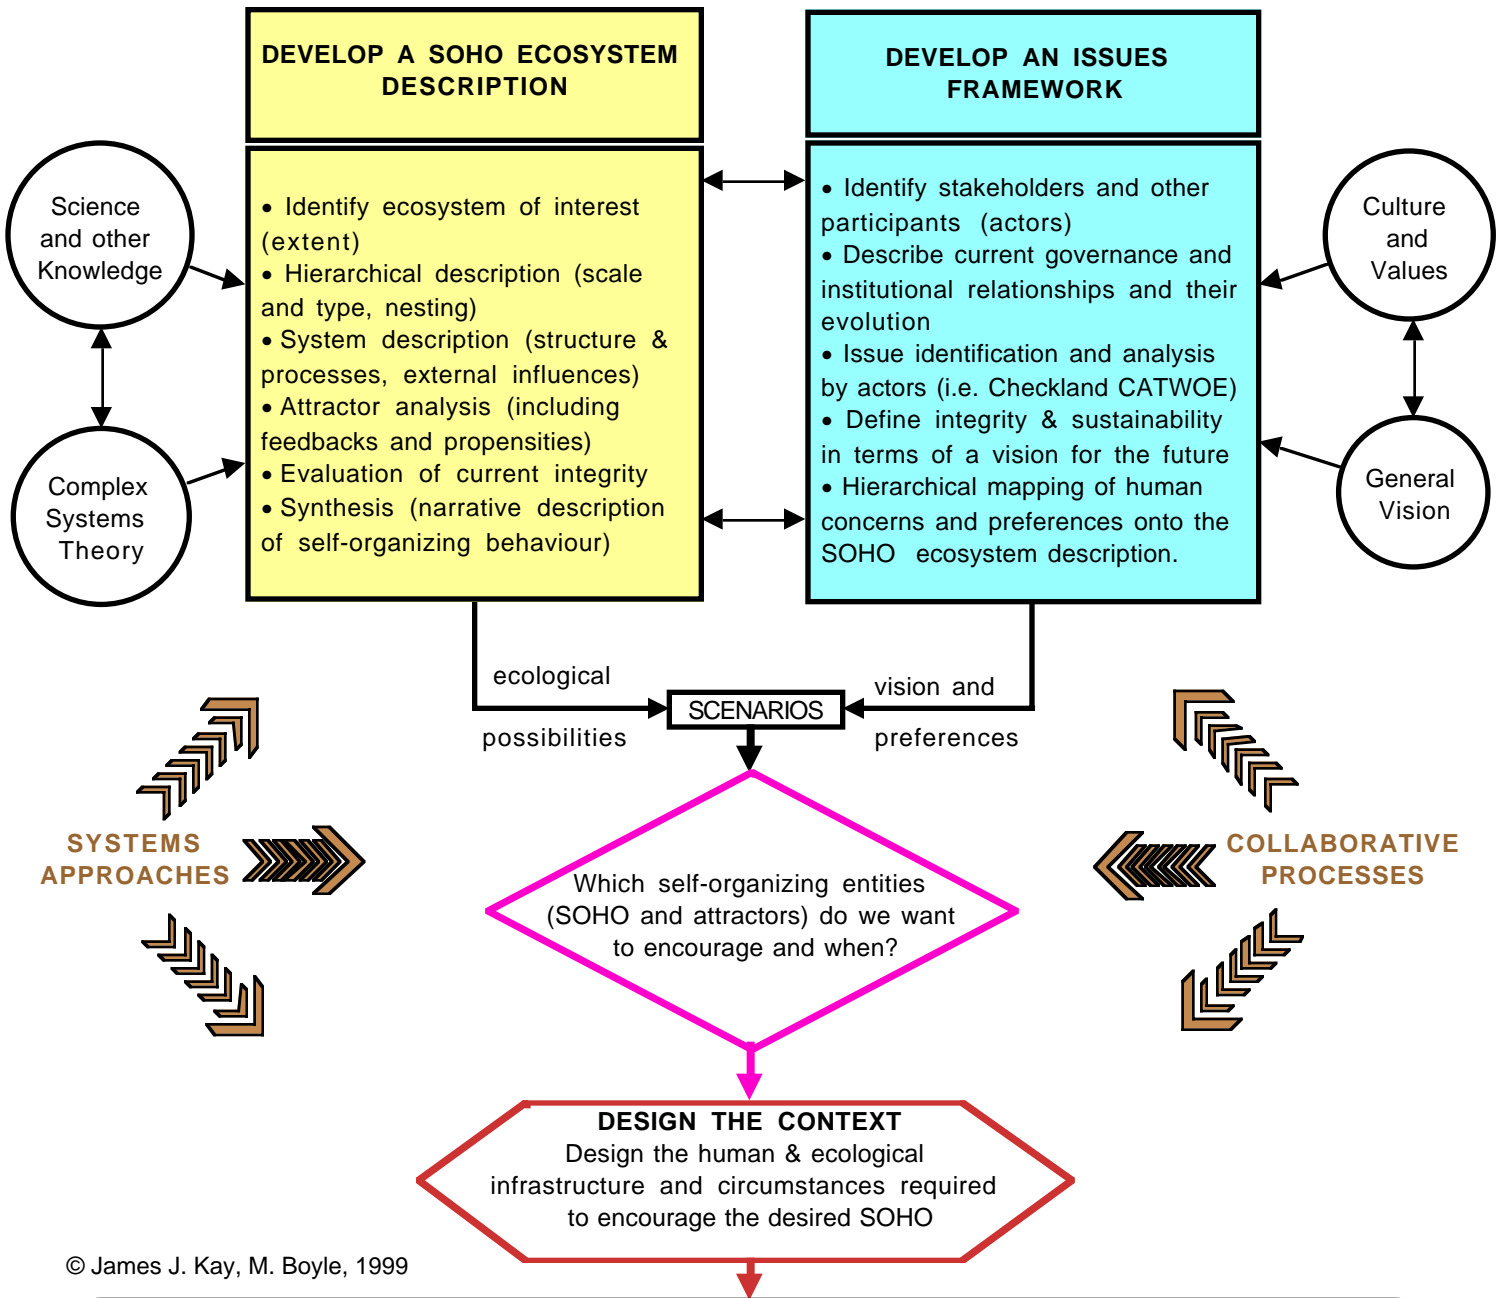 DEVELOP A SOHO ECOSYSTEM
DESCRIPTION
DEVELOP AN ISSUES
FRAMEWORK
Science
and other
Knowledge
Complex
Systems
Theory
• Identify ecosystem of interest
(extent)
• Hierarchical description (scale
and type, nesting)
• System description (structure &
processes, external influences)
• Attractor analysis (including
feedbacks and propensities)
• Evaluation of current integrity
• Synthesis (narrative description
of self-organizing behaviour)
• Identify stakeholders and other
participants (actors)
• Describe current governance and
institutional relationships and their
evolution
• Issue identification and analysis
by actors (i.e. Checkland CATWOE)
• Define integrity & sustainability
in terms of a vision for the future
• Hierarchical mapping of human
concerns and preferences onto the
SOHO ecosystem description.
Culture
and
Values
General
Vision
ecological
possibilities
SCENARIOS
vision and
preferences
SYSTEMS
APPROACHES
Which self-organizing entities
(SOHO and attractors) do we want
to encourage and when?
COLLABORATIVE
PROCESSES
DESIGN THE CONTEXT
Design the human & ecological
infrastructure and circumstances required
to encourage the desired SOHO
© James J. Kay, M. Boyle, 1999